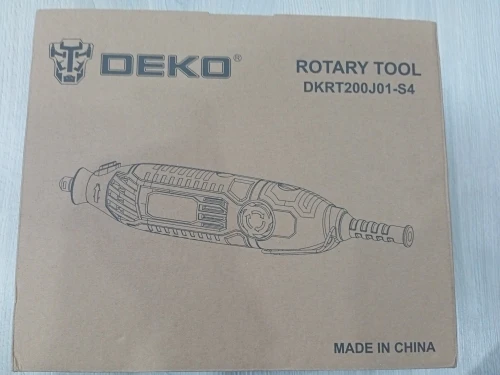 DEKO®
ROTARY TOOL
DKRT200J01-S4
MADE IN CHINA